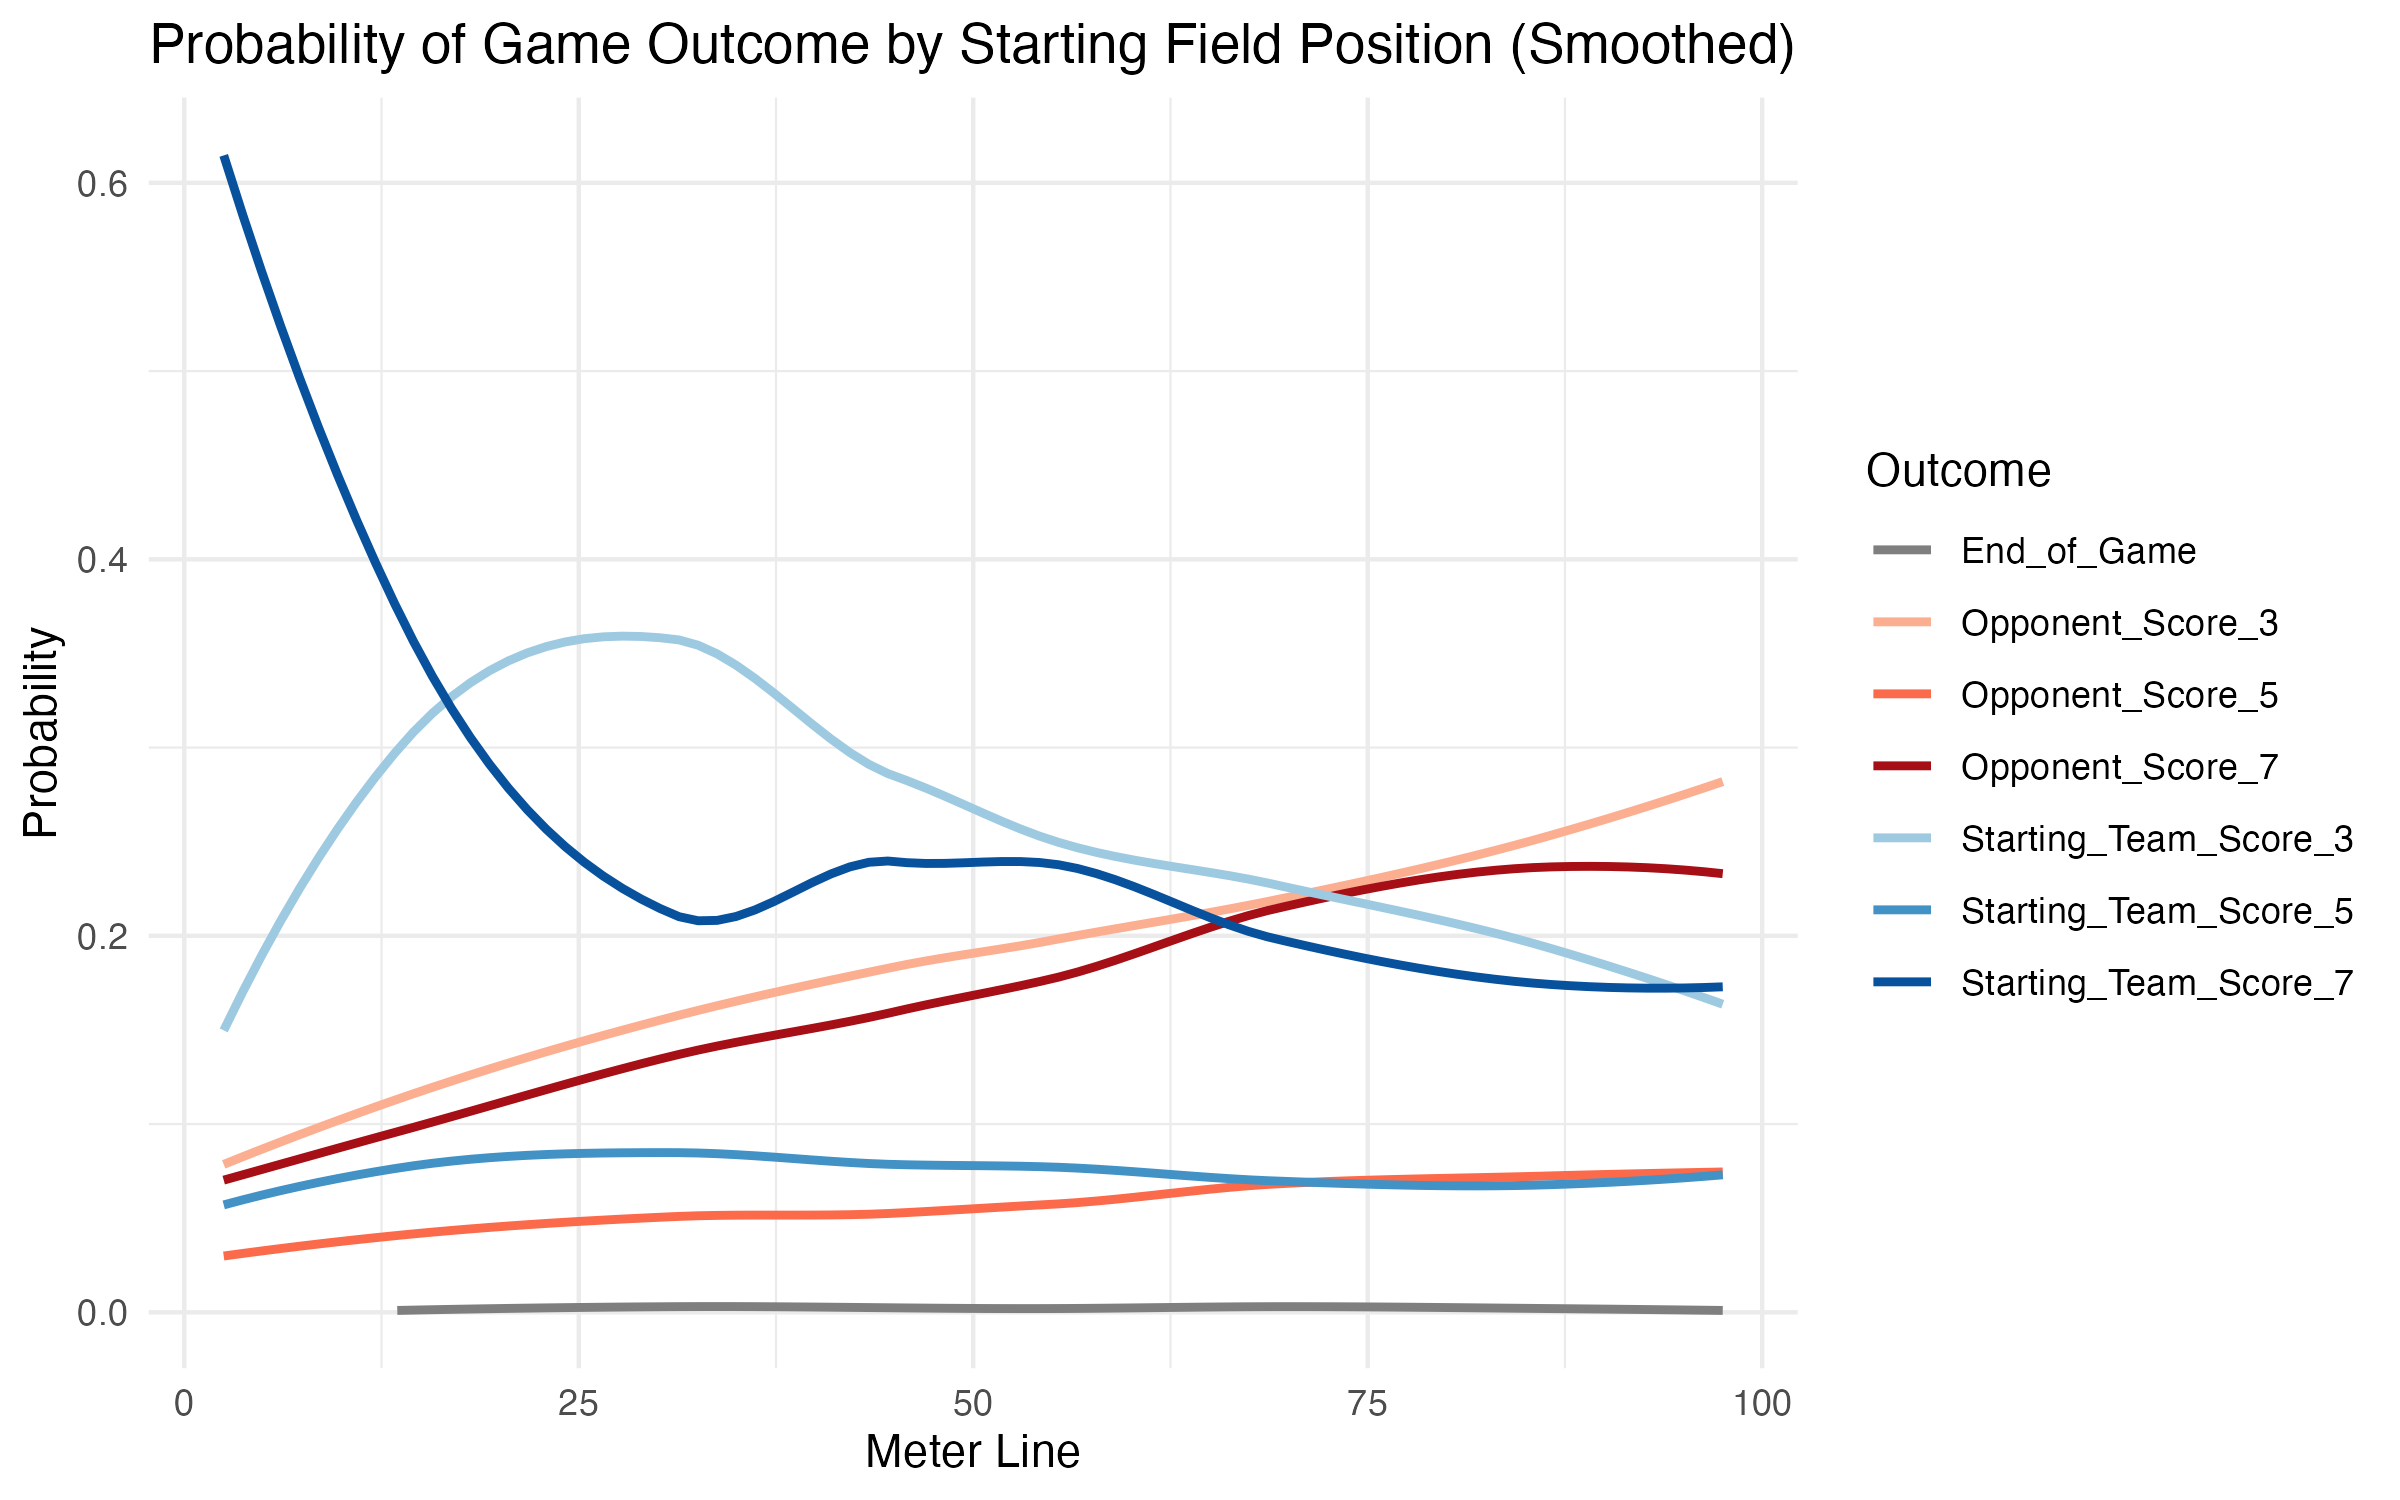 Probability of Game Outcome by Starting Field Position (Smoothed)
0.6
0.4
0.2
0.0
Probability
0
25
50
75
100
Meter Line
Outcome
End_of_Game
Opponent_Score_3
Opponent_Score_5
Opponent_Score_7
Starting_Team_Score_3
Starting_Team_Score_5
Starting_Team_Score_7